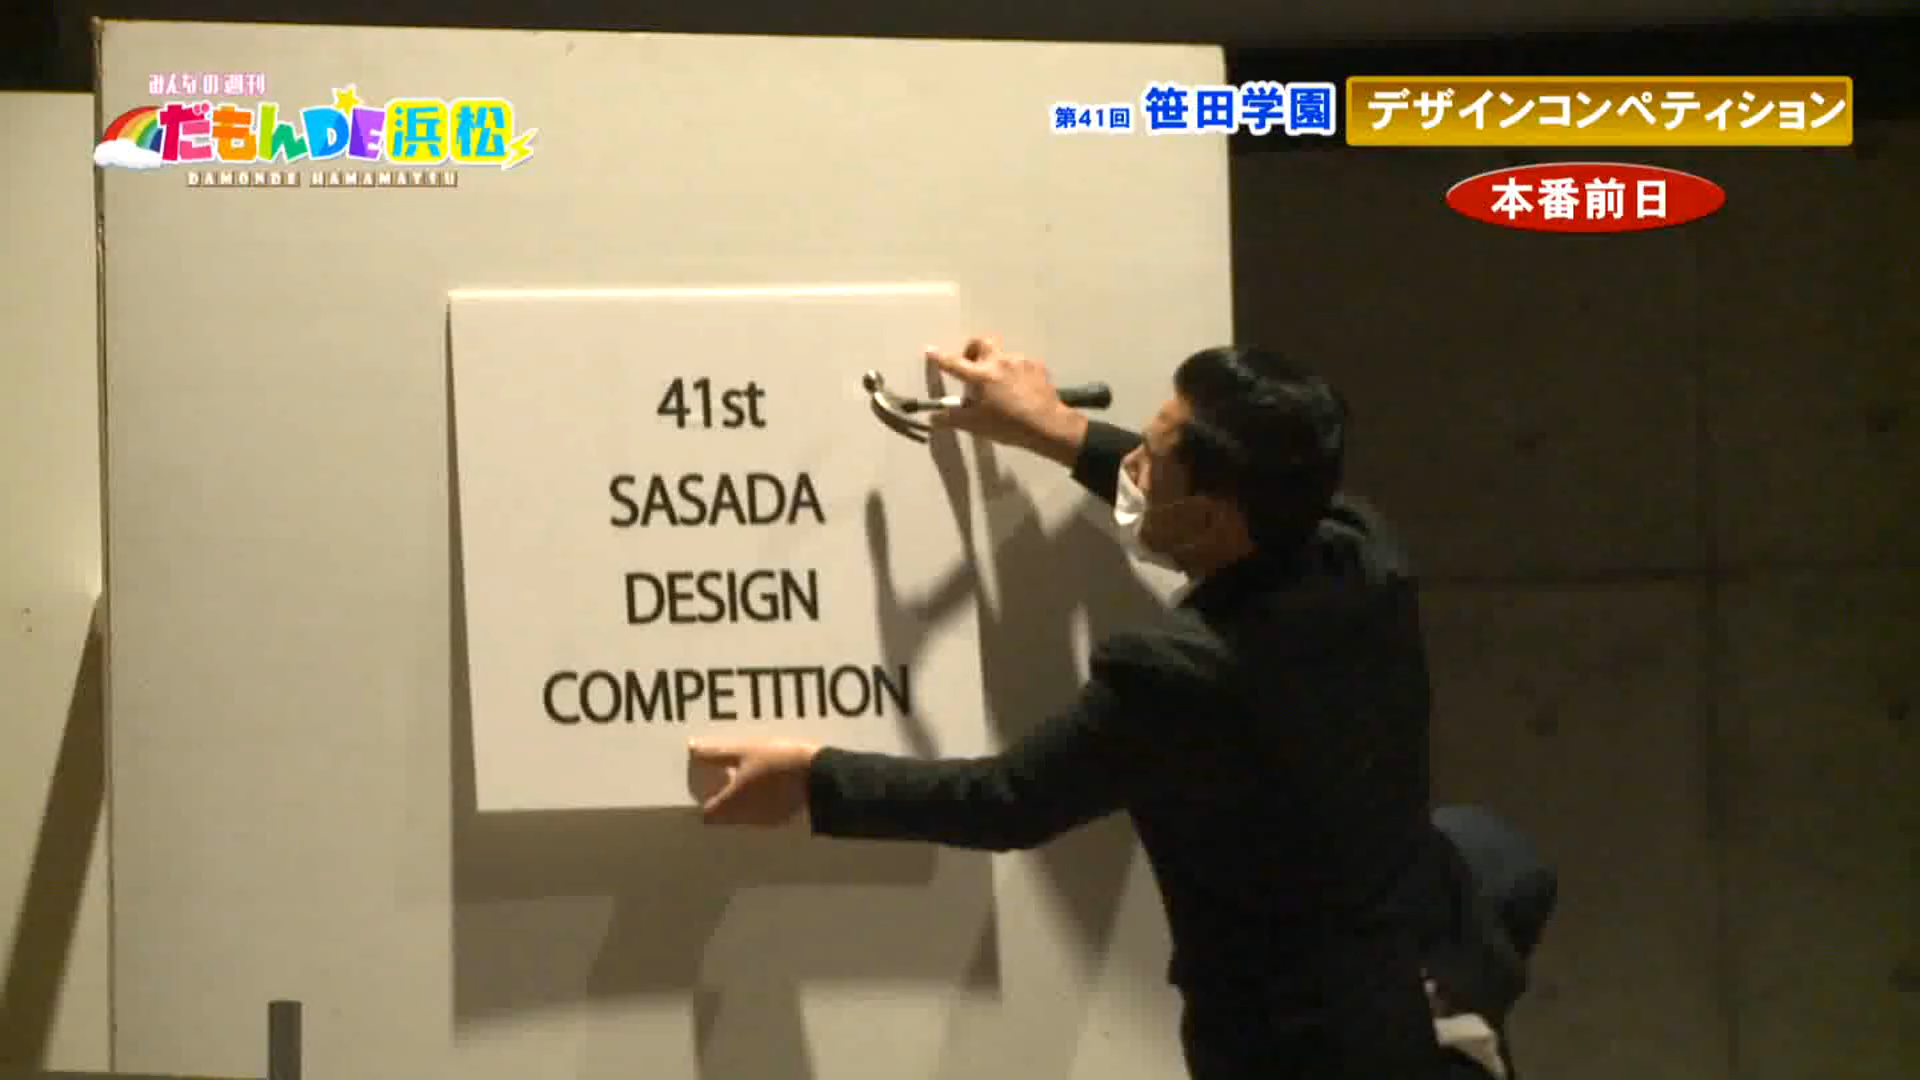 みんなの週刊
だもんDE浜松
DAMONDE HAMAMATSU
第41回 笹田学園 デザインコンペティション
本番前日
41st
SASADA
DESIGN
COMPETITION